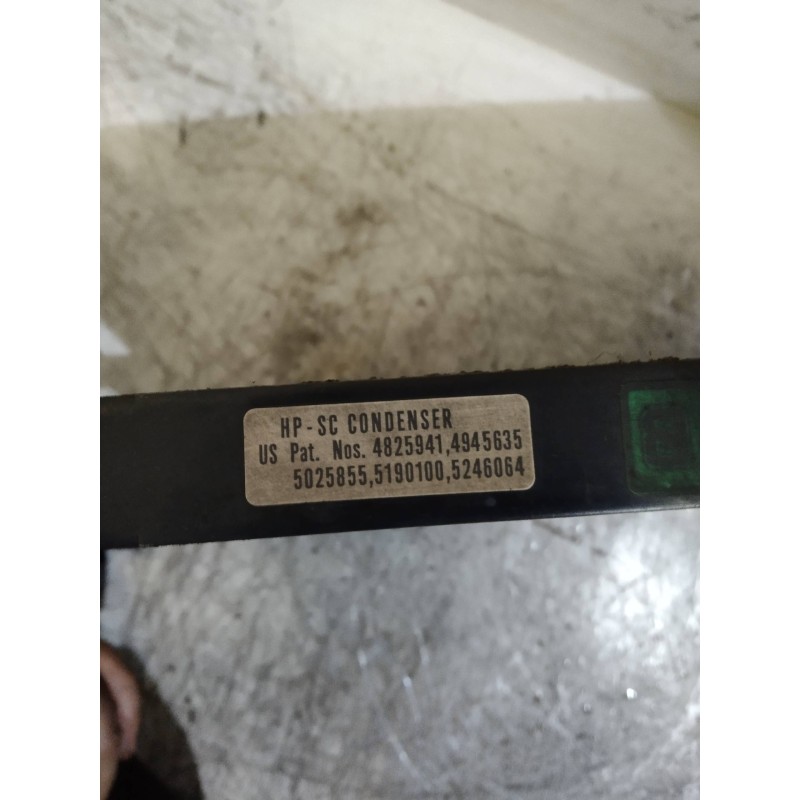 HP-SC CONDENSER
US Pat. Nos. 4825941,4945635
5025855,5190100,5246064